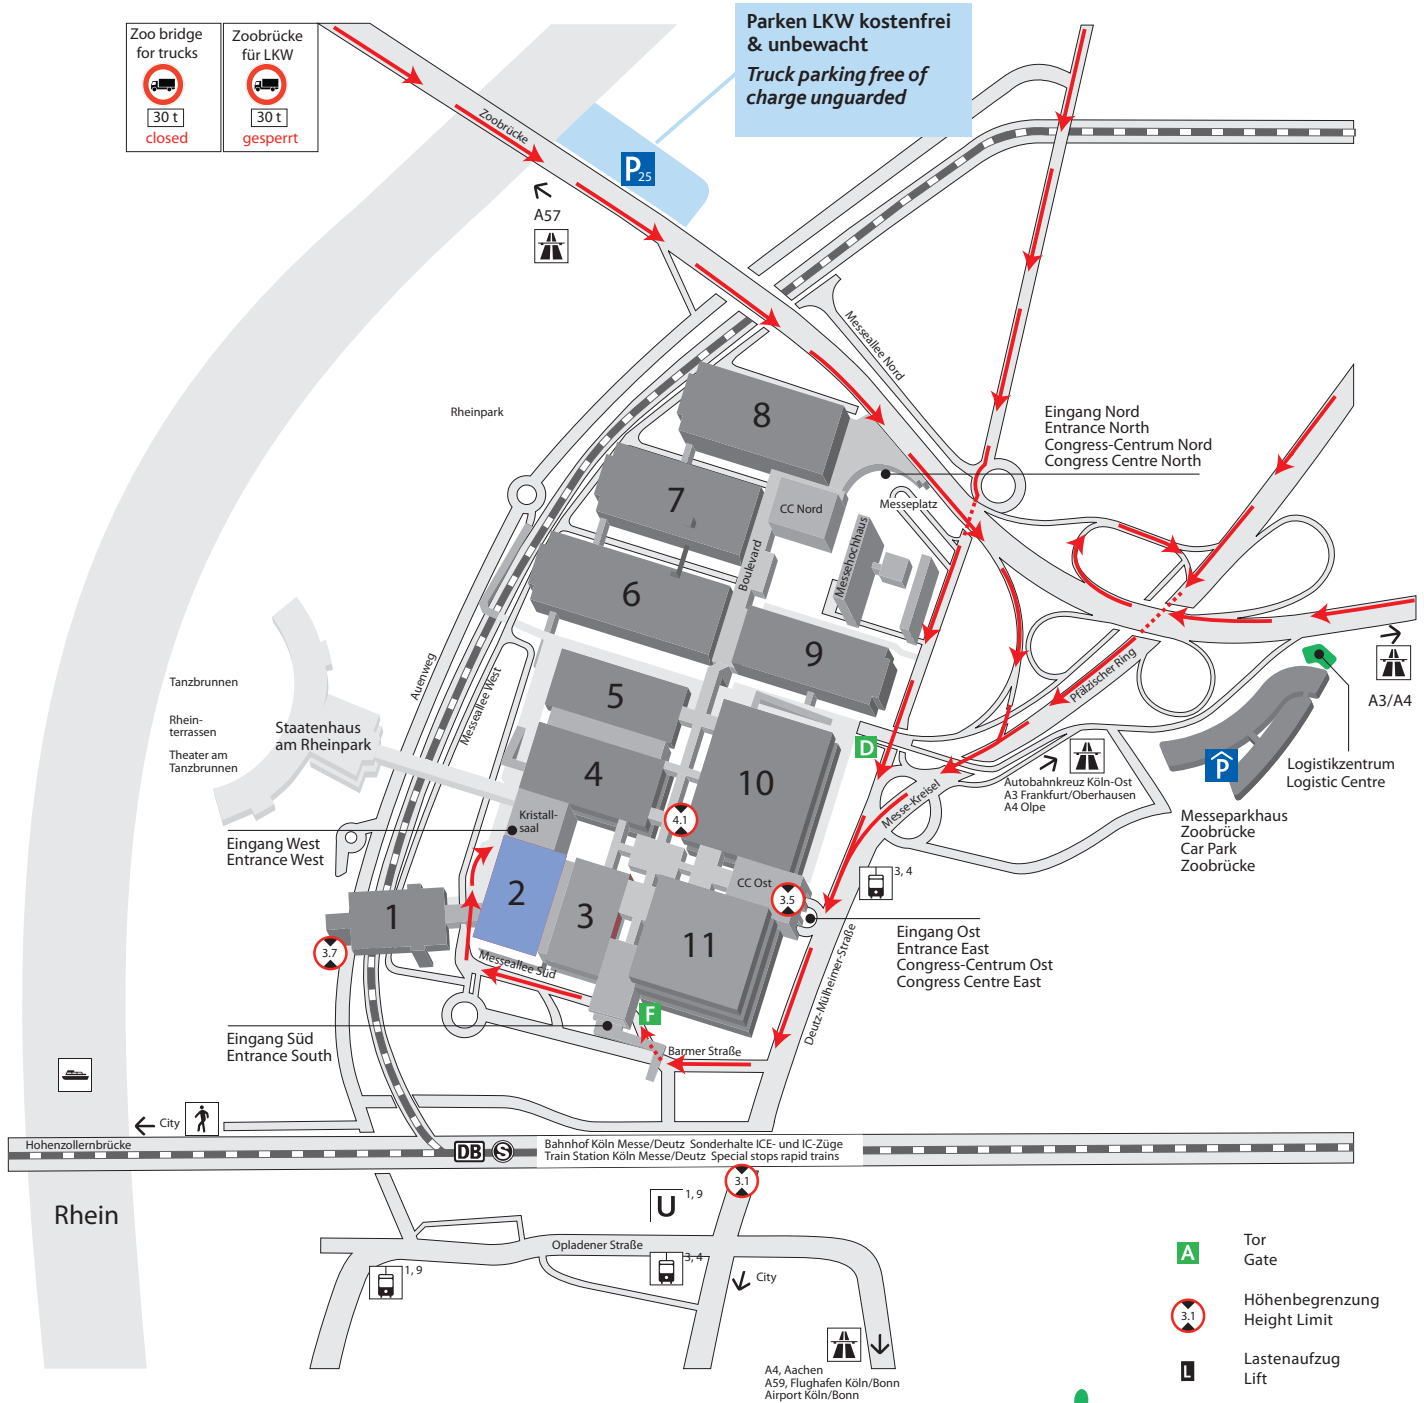 Zoo bridge
for trucks
30 t
closed
Zoobrücke
für LKW
30 t
gesperrt
Parken LKW kostenfrei
& unbewacht
Truck parking free of
charge unguarded
Zoobrücke
P25
A57
Messeallee Nord
Rheinpark
Eingang Nord
Entrance North
Congress-Centrum Nord
Congress Centre North
8
7
CC Nord
Messeplatz
Messehochhaus
Boulevard
6
9
5
4
10
D
Auenweg
Messeallee West
Tanzbrunnen
Rhein-
terrassen
Theater am
Tanzbrunnen
Staatenhaus
am Rheinpark
Pfälzischer Ring
A3/A4
Logistikzentrum
Logistic Centre
P
Messeparkhaus
Zoobrücke
Car Park
Zoobrücke
Autobahnkreuz Köln-Ost
A3 Frankfurt/Oberhausen
A4 Olpe
Messe-Kreisel
Kristall-
saal
4.1
Eingang West
Entrance West
2
3
1
11
CC Ost
3.5
3, 4
3.7
Eingang Ost
Entrance East
Congress-Centrum Ost
Congress Centre East
Deutz-Mülheimer-Straße
Messeallee Süd
F
Eingang Süd
Entrance South
Barmer Straße
City
Hohenzollernbrücke
DB
S
Bahnhof Köln Messe/Deutz Sonderhalte ICE- und IC-Züge
Train Station Köln Messe/Deutz Special stops rapid trains
3.1
Rhein
U
1, 9
Opladener Straße
1, 9
3, 4
City
A4, Aachen
A59, Flughafen Köln/Bonn
Airport Köln/Bonn
A
Tor
Gate
3.1
Höhenbegrenzung
Height Limit
L
Lastenaufzug
Lift